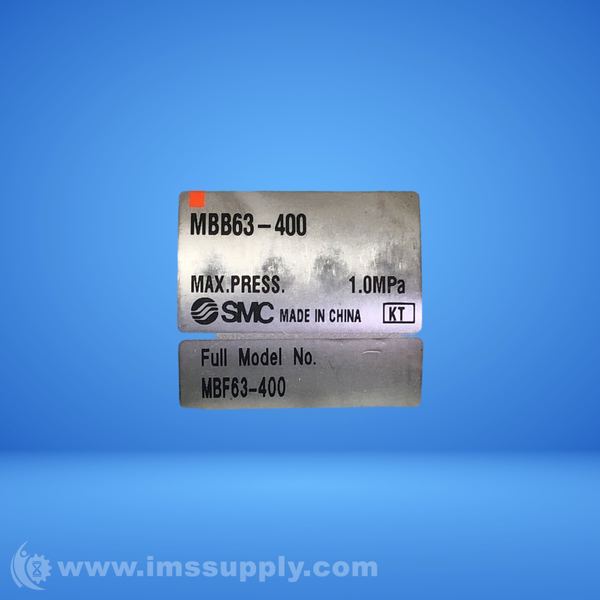 MBB63-400
MAX.PRESS. 1.0MPa
SMC MADE IN CHINA KT
Full Model No.
MBF63-400
www.imssupply.com